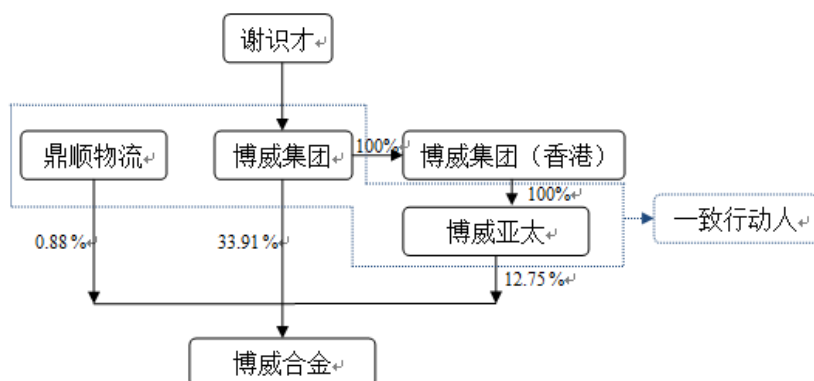 谢识才
鼎顺物流
博威集团
100%
博威集团（香港）
100%
博威亚太
一致行动人
0.88%
33.91%
12.75%
博威合金